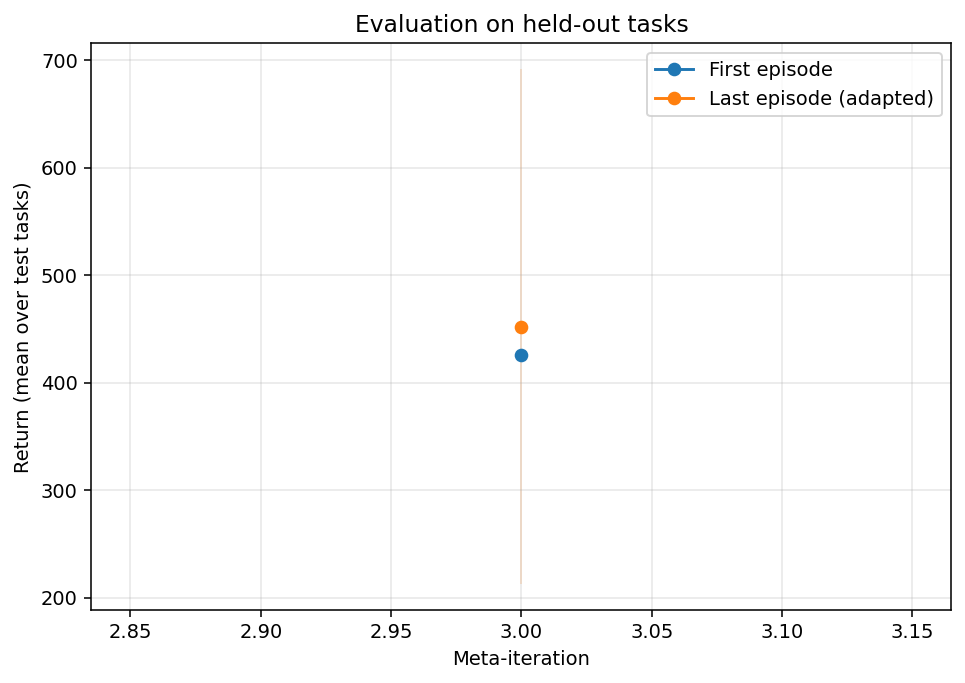 Evaluation on held-out tasks
First episode
Last episode (adapted)
Return (mean over test tasks)
700
600
500
400
300
200
2.85 2.90 2.95 3.00 3.05 3.10 3.15
Meta-iteration